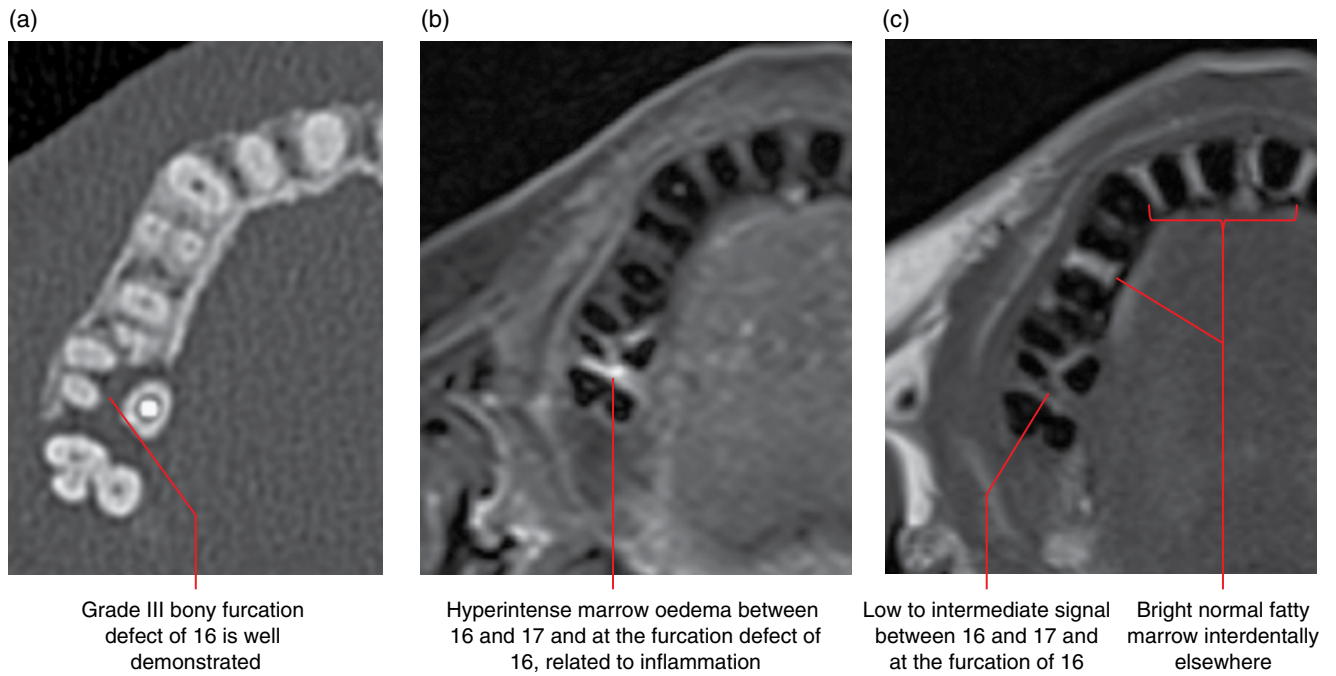 (a)
(b)
(c)
Grade III bony furcation
defect of 16 is well
demonstrated
Hyperintense marrow oedema between
16 and 17 and at the furcation defect of
16, related to inflammation
Low to intermediate signal
between 16 and 17 and
at the furcation of 16
Bright normal fatty
marrow interdentally
elsewhere